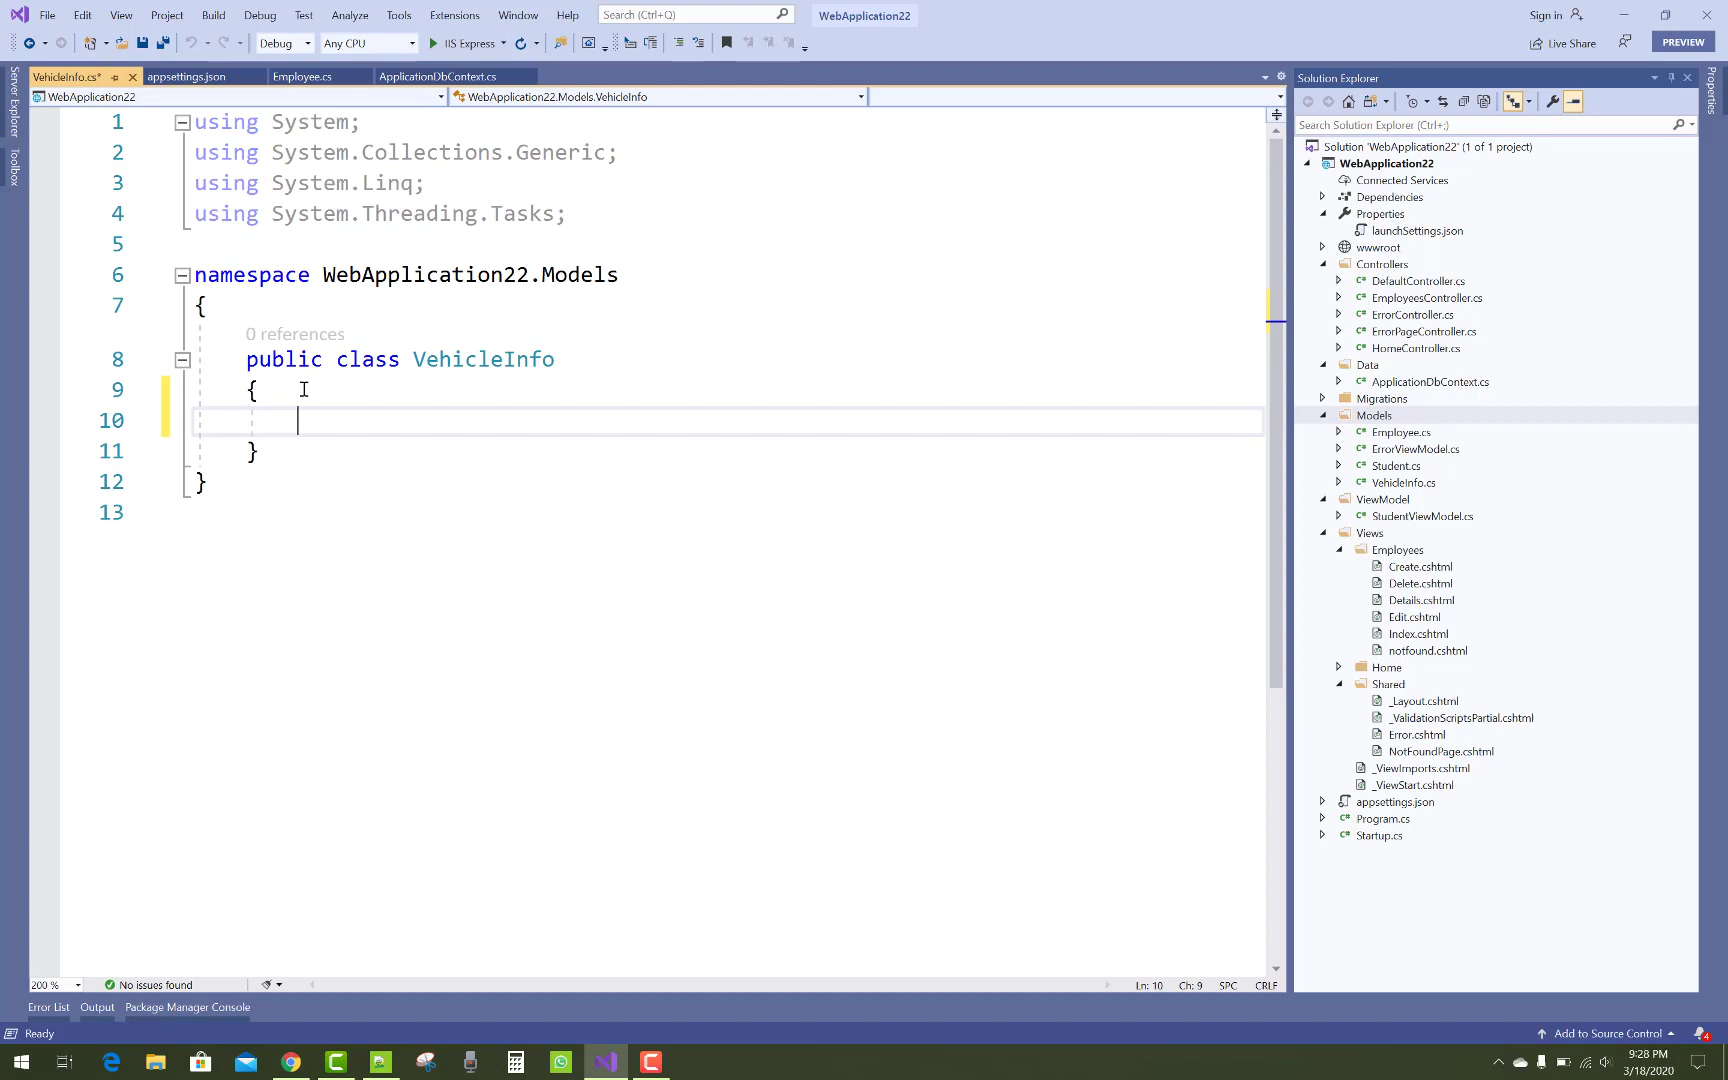 File Edit View Project Build Debug Test Analyze Tools Extensions Window Help Search (Ctrl+Q) WebApplication22 Sign in
Debug Any CPU IIS Express Live Share PREVIEW
VehicleInfo.cs* appsettings.json Employee.cs ApplicationDbContext.cs
WebApplication22 WebApplication22.Models.VehicleInfo
Server Explorer
Toolbox
1 using System;
2 using System.Collections.Generic;
3 using System.Linq;
4 using System.Threading.Tasks;
5
6 namespace WebApplication22.Models
7 {
0 references
8 public class VehicleInfo
9 {
10
11 }
12 }
13
200 % No issues found Ln: 10 Ch: 9 SPC CRLF
Error List Output Package Manager Console
Solution Explorer
Search Solution Explorer (Ctrl+;)
Solution 'WebApplication22' (1 of 1 project)
WebApplication22
Connected Services
Dependencies
Properties
launchSettings.json
wwwroot
Controllers
DefaultController.cs
EmployeesController.cs
ErrorController.cs
ErrorPageController.cs
HomeController.cs
Data
ApplicationDbContext.cs
Migrations
Models
Employee.cs
ErrorViewModel.cs
Student.cs
VehicleInfo.cs
ViewModel
StudentViewModel.cs
Views
Employees
Create.cshtml
Delete.cshtml
Details.cshtml
Edit.cshtml
Index.cshtml
notfound.cshtml
Home
Shared
_Layout.cshtml
_ValidationScriptsPartial.cshtml
Error.cshtml
NotFoundPage.cshtml
_ViewImports.cshtml
_ViewStart.cshtml
appsettings.json
Program.cs
Startup.cs
Properties
Ready Add to Source Control 4
9:28 PM
3/18/2020